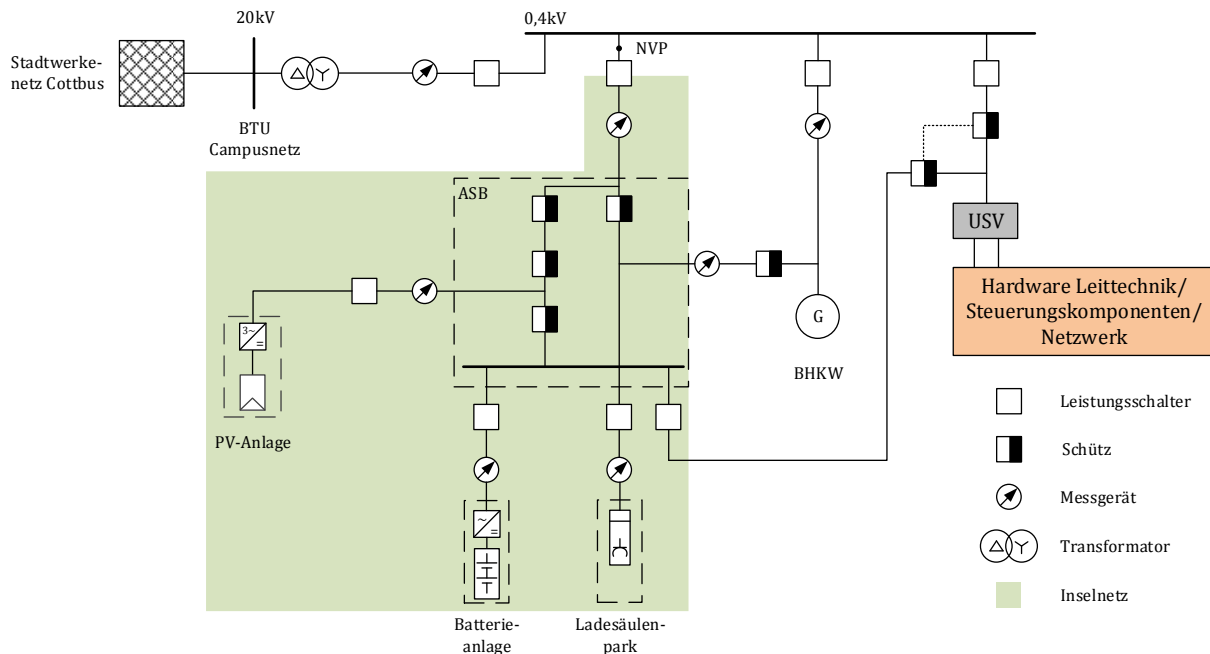 20kV
0,4kV
Stadtwerke-
netz Cottbus
NVP
BTU
Campusnetz
ASB
USV
Hardware Leittechnik/
Steuerungskomponenten/
Netzwerk
3~
=
G
BHKW
PV-Anlage
~
=
Batterie-
anlage
Ladesäulen-
park
Leistungsschalter
Schütz
Messgerät
Transformator
Inselnetz